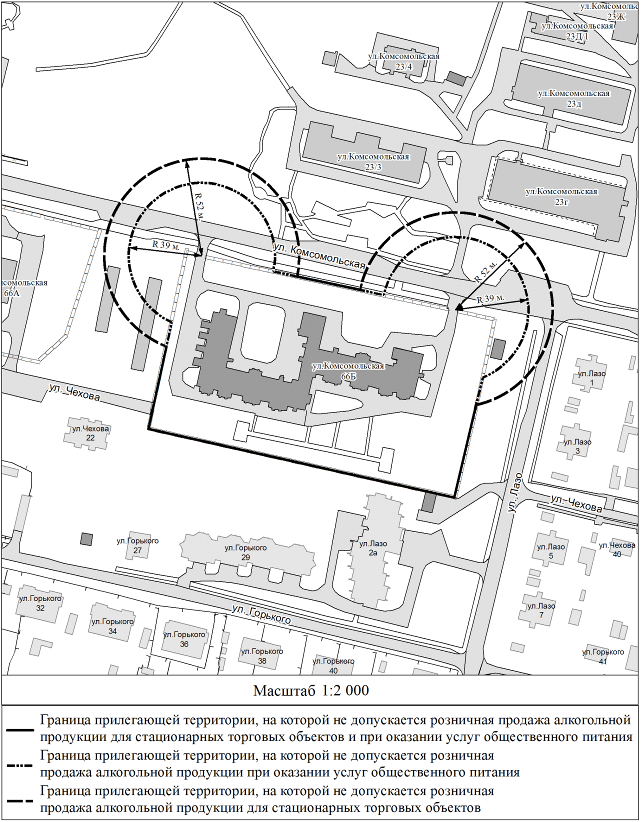 ул.Комсомольс
23Ж
ул.Комсомольская
23Д/1
ул.Комсомольская
23/4
ул.Комсомольская
23д
ул.Комсомольская
23/3
ул.Комсомольская
23г
R 52 м.
R 39 м.
ул. Комсомольская
R 52 м.
R 39 м.
сомольская
66А
ул.Комсомольская
66Б
ул. Чехова
ул.Чехова
22
ул.Лазо
1
ул.Лазо
3
ул. Лазо
ул. Чехова
ул.Горького
27
ул.Горького
29
ул.Лазо
2а
ул.Лазо
5
ул.Чехова
40
ул.Горького
32
ул.Горького
34
ул.Горького
36
ул. Горького
ул.Горького
38
ул.Горького
40
ул.Лазо
7
ул.Горького
41
Масштаб 1:2 000
Граница прилегающей территории, на которой не допускается розничная продажа алкогольной
продукции для стационарных торговых объектов и при оказании услуг общественного питания
Граница прилегающей территории, на которой не допускается розничная
продажа алкогольной продукции при оказании услуг общественного питания
Граница прилегающей территории, на которой не допускается розничная
продажа алкогольной продукции для стационарных торговых объектов